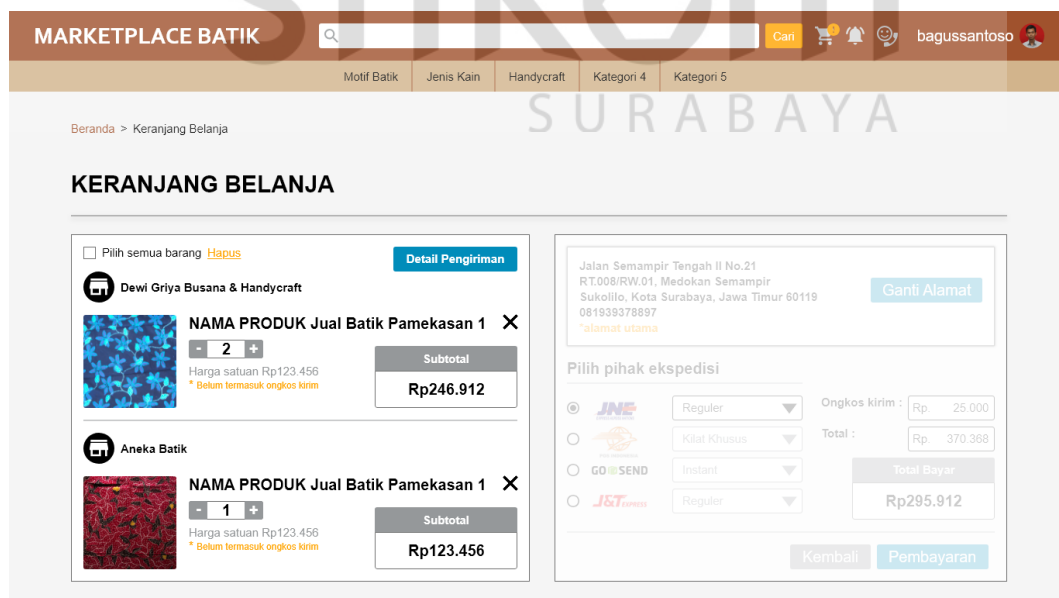 STIKOM
SURABAYA
MARKETPLACE BATIK
Cari
bagussantoso
Motif Batik
Jenis Kain
Handycraft
Kategori 4
Kategori 5
Beranda > Keranjang Belanja
KERANJANG BELANJA
Pilih semua barang Hapus
Detail Pengiriman
Dewi Griya Busana & Handycraft
NAMA PRODUK Jual Batik Pamekasan 1
- 2 +
Harga satuan Rp123.456
* Belum termasuk ongkos kirim
Subtotal
Rp246.912
Aneka Batik
NAMA PRODUK Jual Batik Pamekasan 1
- 1 +
Harga satuan Rp123.456
* Belum termasuk ongkos kirim
Subtotal
Rp123.456
Jalan Semampir Tengah II No.21
RT.008/RW.01, Medokan Semampir
Sukolilo, Kota Surabaya, Jawa Timur 60119
081939378897
*alamat utama
Ganti Alamat
Pilih pihak ekspedisi
JNE
Reguler
Kilat Khusus
GO SEND
Instant
J&T EXPRESS
Reguler
Ongkos kirim : Rp. 25.000
Total : Rp. 370.368
Total Bayar
Rp295.912
Kembali
Pembayaran